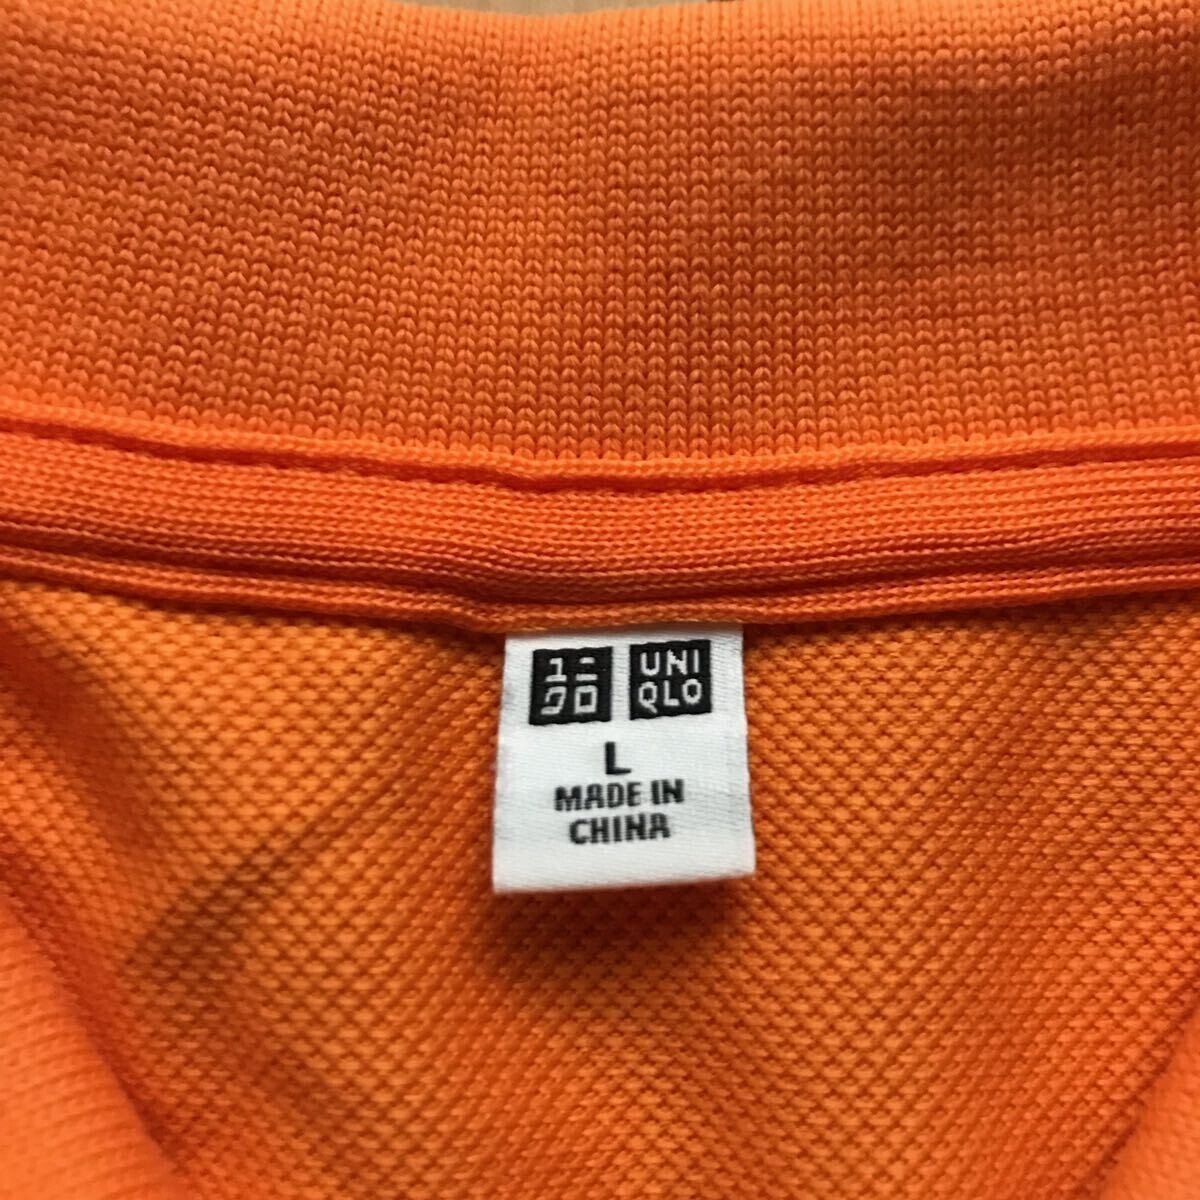 ユニ UNI
クロ QLO
L
MADE IN
CHINA